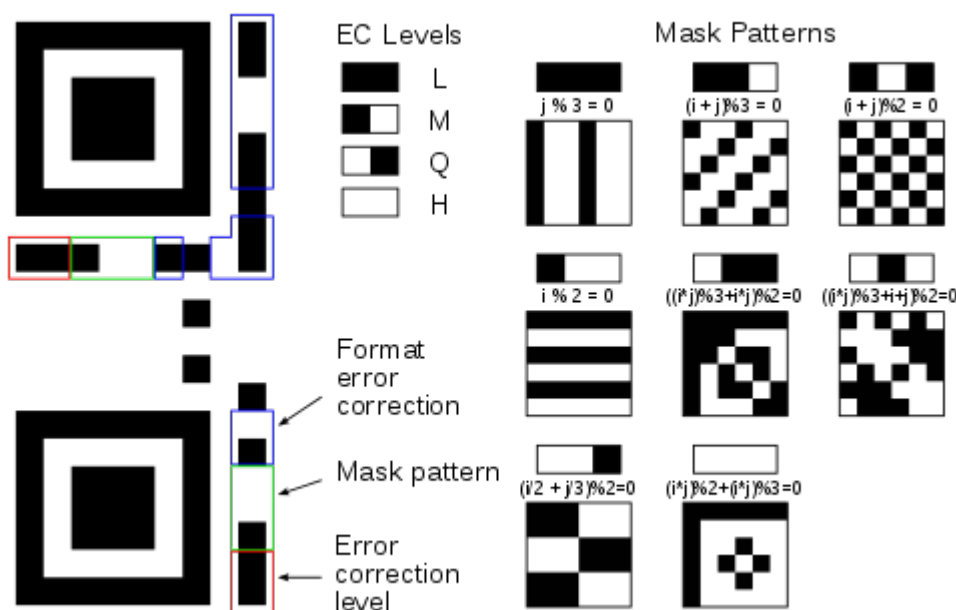 EC Levels
L
M
Q
H
Format
error
correction
Mask pattern
Error
correction
level
Mask Patterns
j % 3 = 0
(i + j)%3 = 0
(i + j)%2 = 0
i % 2 = 0
((i*j)%3+i*j)%2=0
((i*j)%3+i+j)%2=0
(i/2 + j/3)%2=0
(i*j)%2+(i*j)%3=0